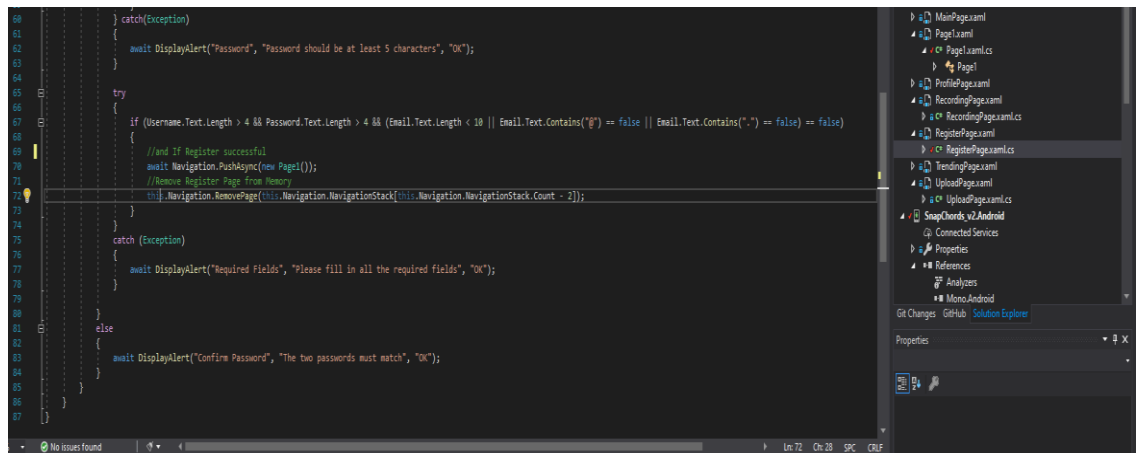 60 } catch(Exception)
61 {
62 await DisplayAlert("Password", "Password should be at least 5 characters", "OK");
63 }
64
65 try
66 {
67 if (Username.Text.Length > 4 && Password.Text.Length > 4 && (Email.Text.Length < 10 || Email.Text.Contains("@") == false || Email.Text.Contains(".") == false) == false)
68 {
69 //and If Register successful
70 await Navigation.PushAsync(new Page1());
71 //Remove Register Page from Memory
72 this.Navigation.RemovePage(this.Navigation.NavigationStack[this.Navigation.NavigationStack.Count - 2]);
73 }
74 }
75 catch (Exception)
76 {
77 await DisplayAlert("Required Fields", "Please fill in all the required fields", "OK");
78 }
79
80 }
81 else
82 {
83 await DisplayAlert("Confirm Password", "The two passwords must match", "OK");
84 }
85 }
86 }
87 }
No issues found
Ln: 72 Ch: 28 SPC CRLF
MainPage.xaml
Page1.xaml
Page1.xaml.cs
Page1
ProfilePage.xaml
RecordingPage.xaml
RecordingPage.xaml.cs
RegisterPage.xaml
RegisterPage.xaml.cs
TrendingPage.xaml
UploadPage.xaml
UploadPage.xaml.cs
SnapChords_v2.Android
Connected Services
Properties
References
Analyzers
Mono.Android
Git Changes GitHub Solution Explorer
Properties